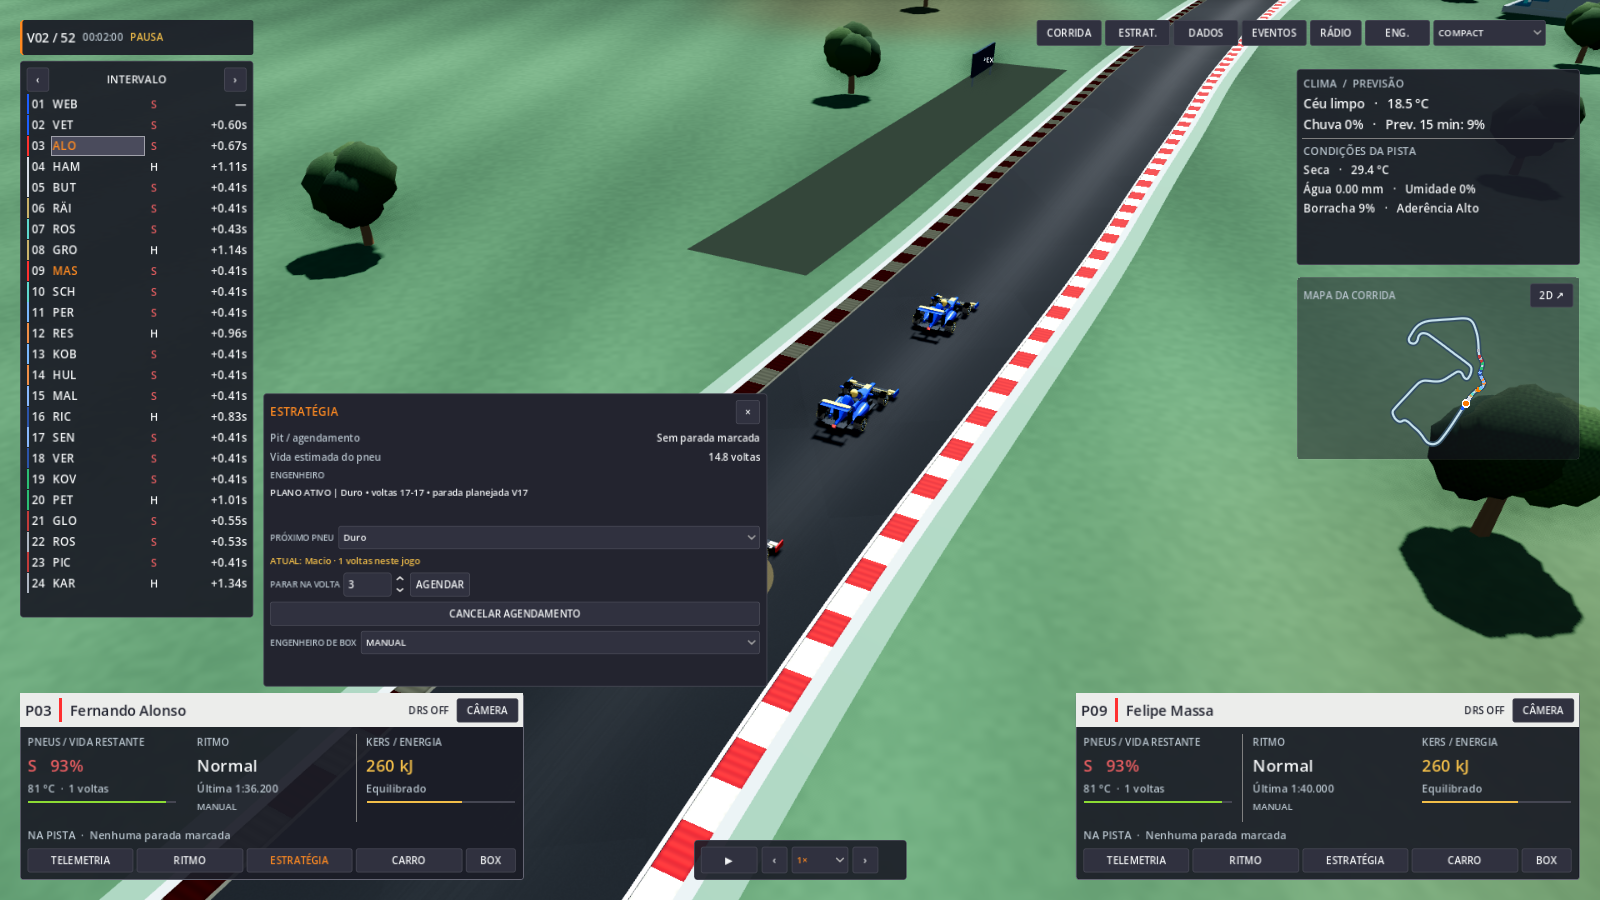 V02 / 52 00:02:00 PAUSA
CORRIDA ESTRAT. DADOS EVENTOS RÁDIO ENG. COMPACT
‹ INTERVALO ›
01 WEB S —
02 VET S +0.60s
03 ALO S +0.67s
04 HAM H +1.11s
05 BUT S +0.41s
06 RÄI S +0.41s
07 ROS S +0.43s
08 GRO H +1.14s
09 MAS S +0.41s
10 SCH S +0.41s
11 PER S +0.41s
12 RES H +0.96s
13 KOB S +0.41s
14 HUL S +0.41s
15 MAL S +0.41s
16 RIC H +0.83s
17 SEN S +0.41s
18 VER S +0.41s
19 KOV S +0.41s
20 PET H +1.01s
21 GLO S +0.55s
22 ROS S +0.53s
23 PIC S +0.41s
24 KAR H +1.34s
CLIMA / PREVISÃO
Céu limpo · 18.5 °C
Chuva 0% · Prev. 15 min: 9%
CONDIÇÕES DA PISTA
Seca · 29.4 °C
Água 0.00 mm · Umidade 0%
Borracha 9% · Aderência Alto
MAPA DA CORRIDA 2D ↗
ESTRATÉGIA ×
Pit / agendamento Sem parada marcada
Vida estimada do pneu 14.8 voltas
ENGENHEIRO
PLANO ATIVO | Duro • voltas 17-17 • parada planejada V17
PRÓXIMO PNEU Duro
ATUAL: Macio · 1 voltas neste jogo
PARAR NA VOLTA 3 AGENDAR
CANCELAR AGENDAMENTO
ENGENHEIRO DE BOX MANUAL
P03 Fernando Alonso DRS OFF CÂMERA
PNEUS / VIDA RESTANTE RITMO KERS / ENERGIA
S 93% Normal 260 kJ
81 °C · 1 voltas Última 1:36.200 Equilibrado
MANUAL
NA PISTA · Nenhuma parada marcada
TELEMETRIA RITMO ESTRATÉGIA CARRO BOX
▶ ‹ 1× ›
P09 Felipe Massa DRS OFF CÂMERA
PNEUS / VIDA RESTANTE RITMO KERS / ENERGIA
S 93% Normal 260 kJ
81 °C · 1 voltas Última 1:40.000 Equilibrado
MANUAL
NA PISTA · Nenhuma parada marcada
TELEMETRIA RITMO ESTRATÉGIA CARRO BOX